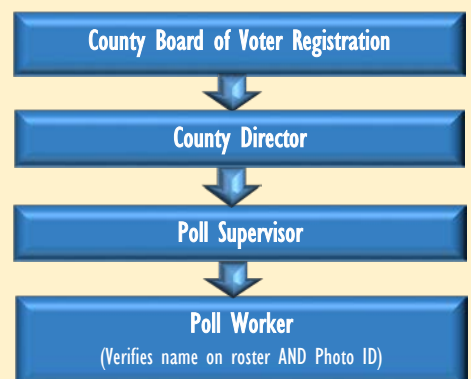 County Board of Voter Registration
County Director
Poll Supervisor
Poll Worker
(Verifies name on roster AND Photo ID)